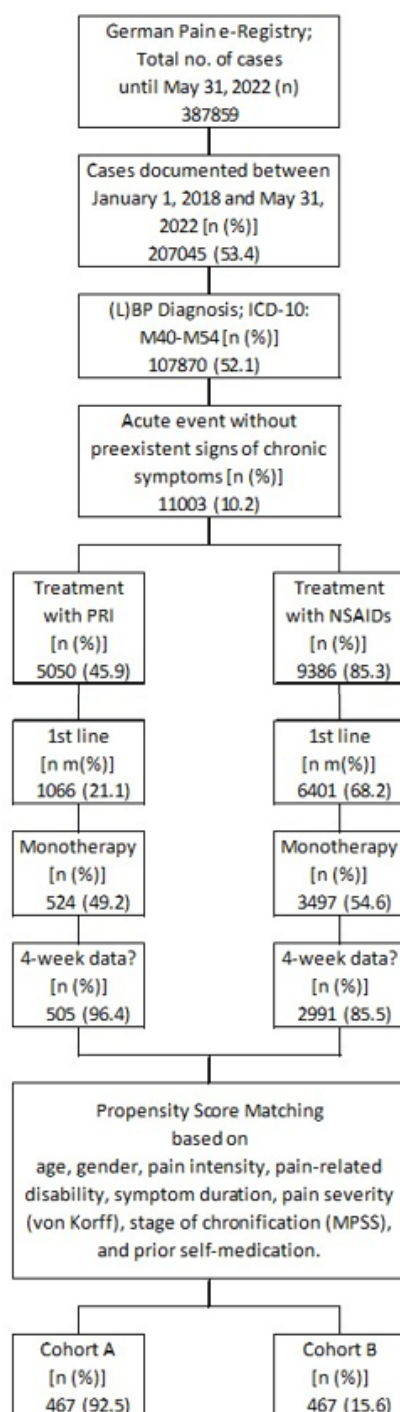 German Pain e-Registry;
Total no. of cases
until May 31, 2022 (n)
387859
Cases documented between
January 1, 2018 and May 31,
2022 [n (%)]
207045 (53.4)
(L)BP Diagnosis; ICD-10:
M40-M54 [n (%)]
107870 (52.1)
Acute event without
preexistent signs of chronic
symptoms [n (%)]
11003 (10.2)
Treatment
with PRI
[n (%)]
5050 (45.9)
Treatment
with NSAIDs
[n (%)]
9386 (85.3)
1st line
[n m(%)]
1066 (21.1)
1st line
[n m(%)]
6401 (68.2)
Monotherapy
[n (%)]
524 (49.2)
Monotherapy
[n (%)]
3497 (54.6)
4-week data?
[n (%)]
505 (96.4)
4-week data?
[n (%)]
2991 (85.5)
Propensity Score Matching
based on
age, gender, pain intensity, pain-related
disability, symptom duration, pain severity
(von Korff), stage of chronification (MPSS),
and prior self-medication.
Cohort A
[n (%)]
467 (92.5)
Cohort B
[n (%)]
467 (15.6)